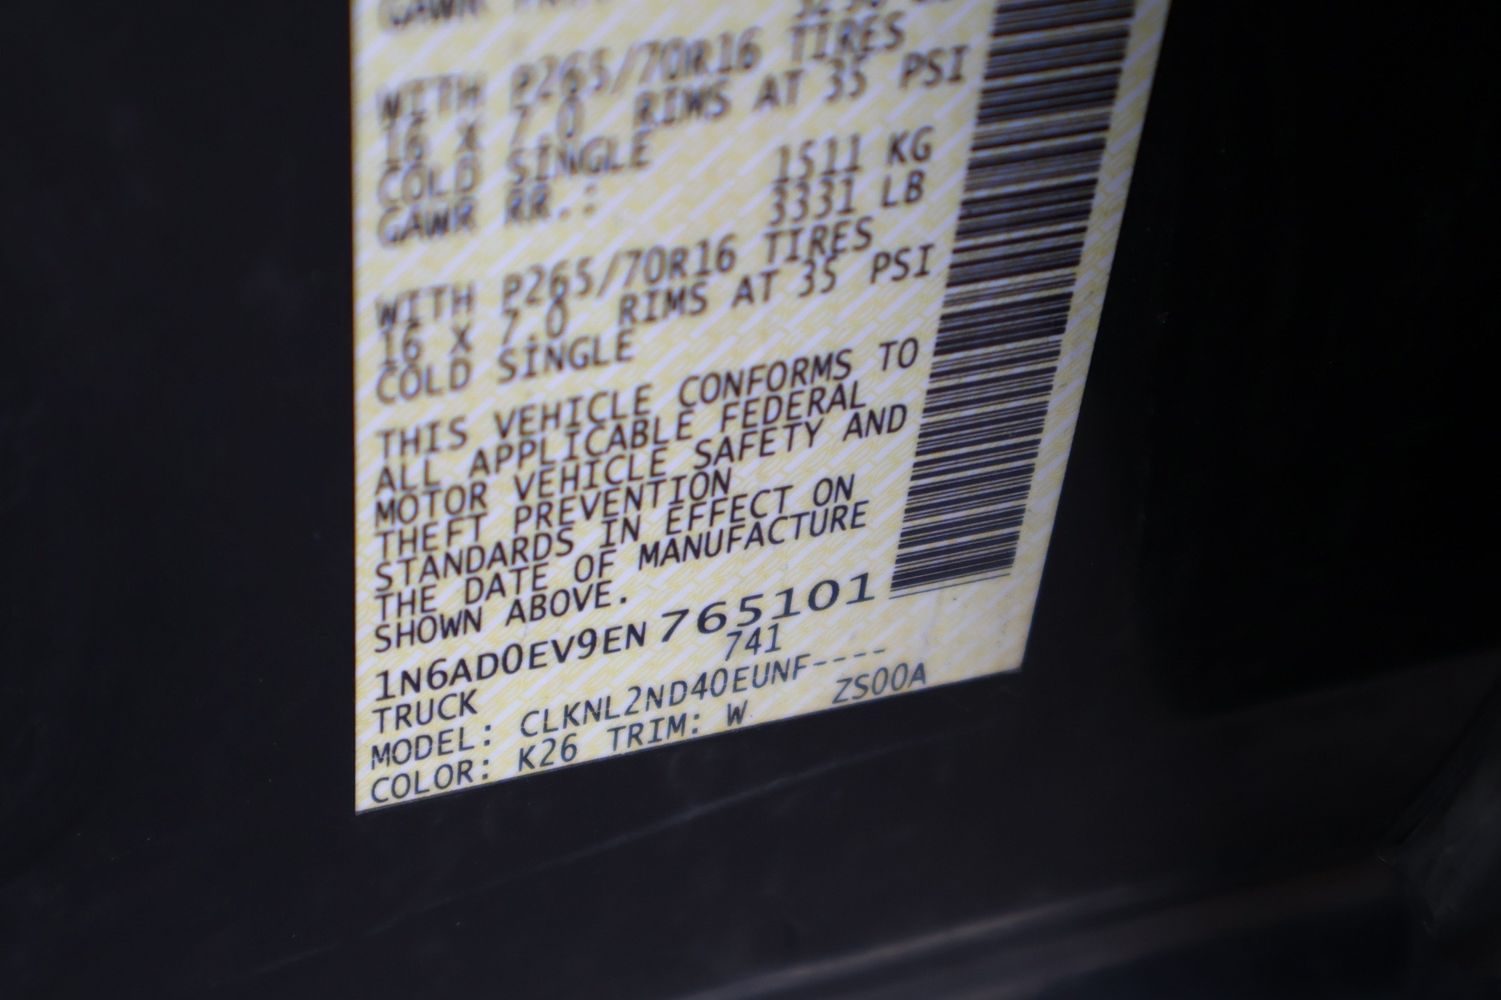 GAWR
WITH P265/70R16 TIRES
16 X 7.0 RIMS AT 35 PSI
COLD SINGLE
GAWR RR.: 1511 KG
3331 LB
WITH P265/70R16 TIRES
16 X 7.0 RIMS AT 35 PSI
COLD SINGLE
THIS VEHICLE CONFORMS TO
ALL APPLICABLE FEDERAL
MOTOR VEHICLE SAFETY AND
THEFT PREVENTION
STANDARDS IN EFFECT ON
THE DATE OF MANUFACTURE
SHOWN ABOVE.
1N6AD0EV9EN765101
TRUCK 741
MODEL: CLKNL2ND40EUNF----
COLOR: K26 TRIM: W ZS00A